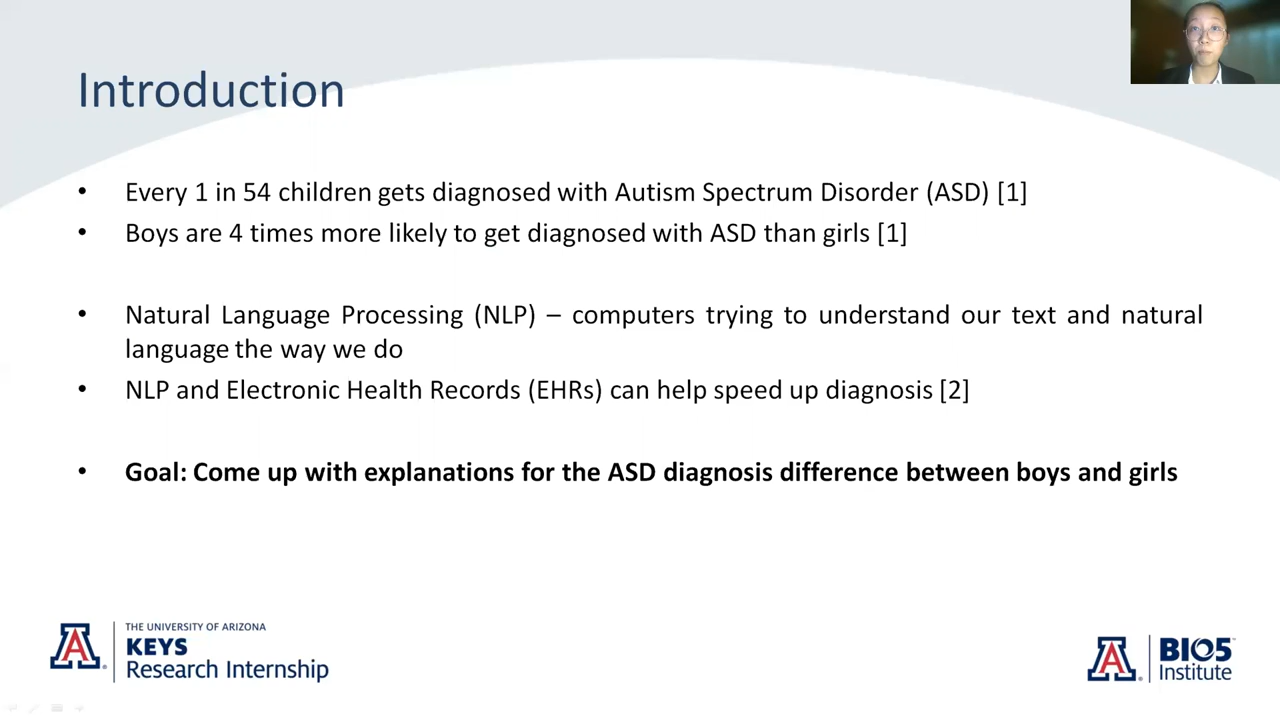 Introduction
• Every 1 in 54 children gets diagnosed with Autism Spectrum Disorder (ASD) [1]
• Boys are 4 times more likely to get diagnosed with ASD than girls [1]
• Natural Language Processing (NLP) – computers trying to understand our text and natural
language the way we do
• NLP and Electronic Health Records (EHRs) can help speed up diagnosis [2]
• Goal: Come up with explanations for the ASD diagnosis difference between boys and girls
A
THE UNIVERSITY OF ARIZONA
KEYS
Research Internship
A
BIO5
Institute